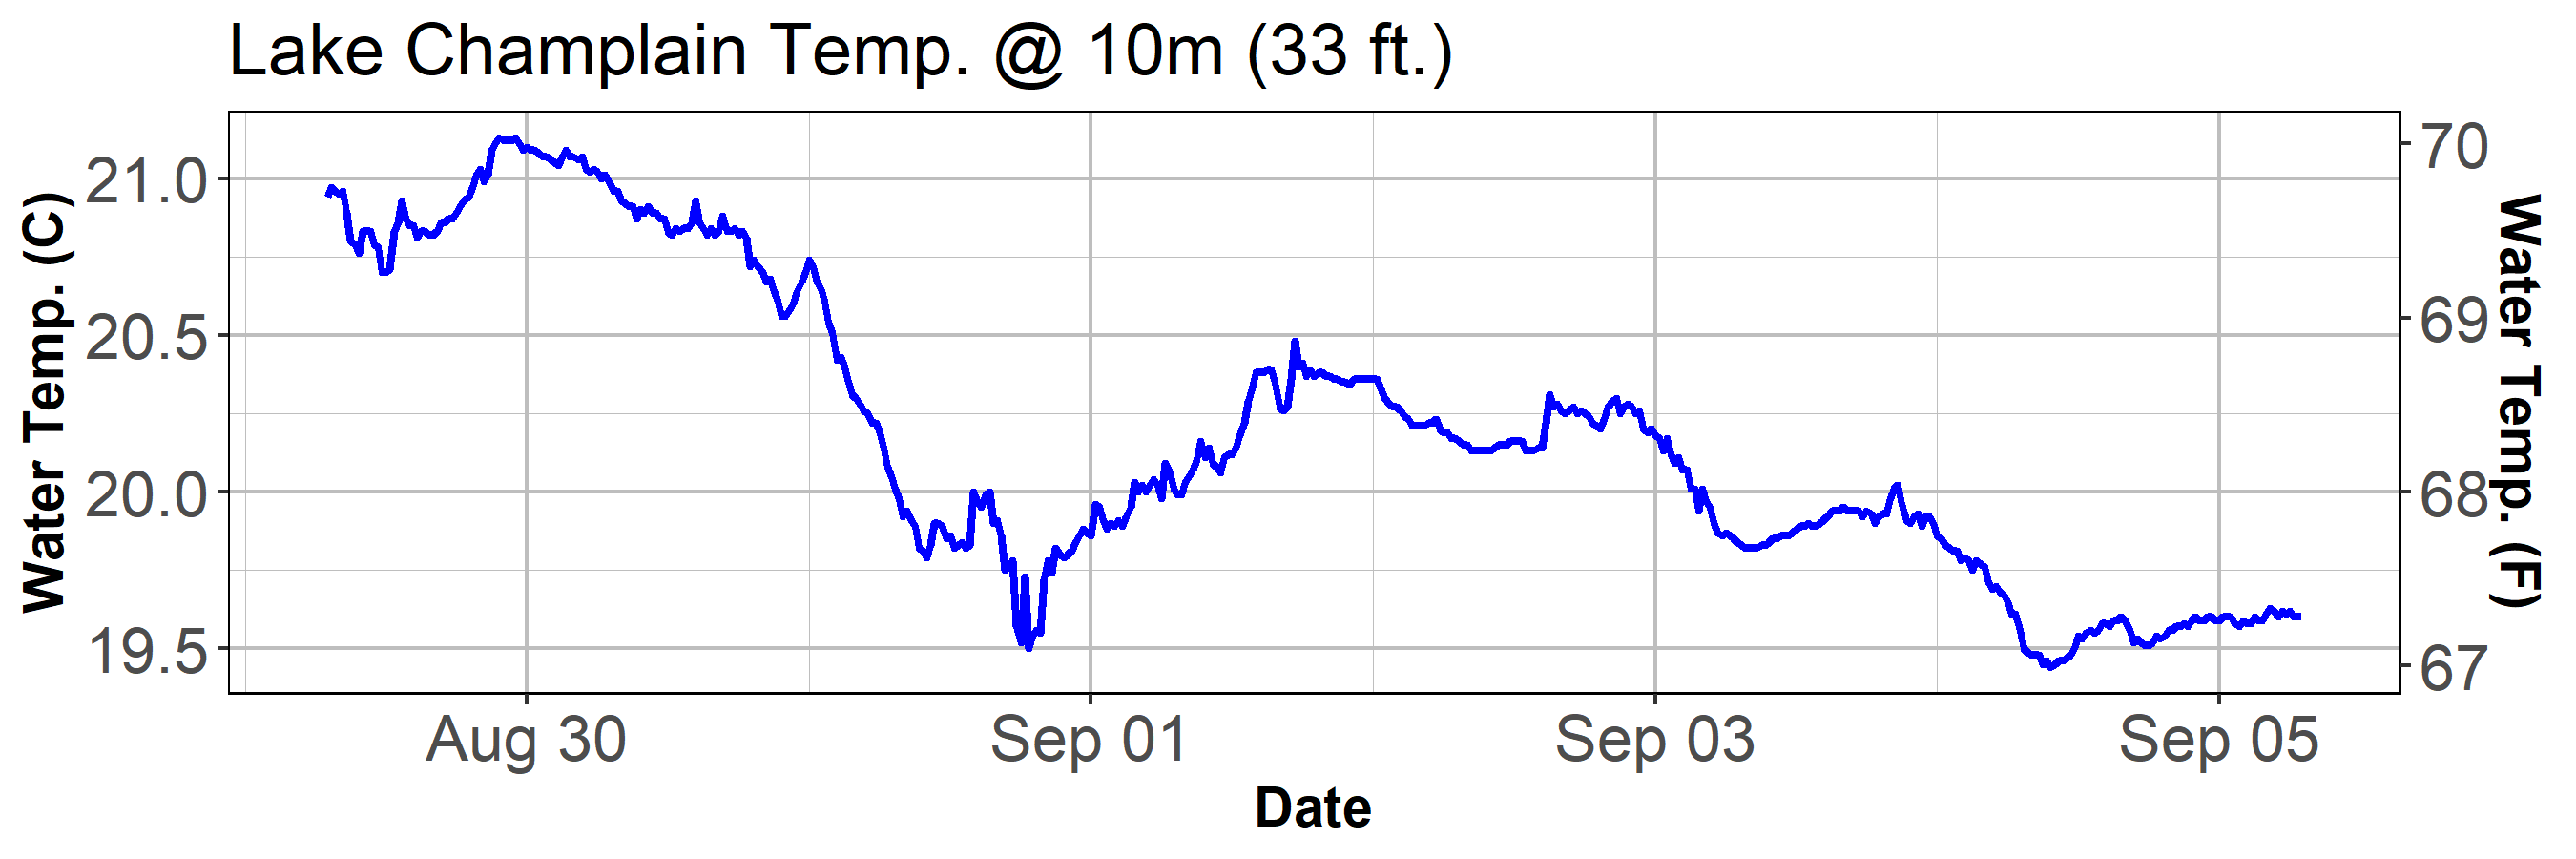 Lake Champlain Temp. @ 10m (33 ft.)
Water Temp. (C)
21.0
20.5
20.0
19.5
70
69
68
67
Water Temp. (F)
Aug 30
Sep 01
Sep 03
Sep 05
Date